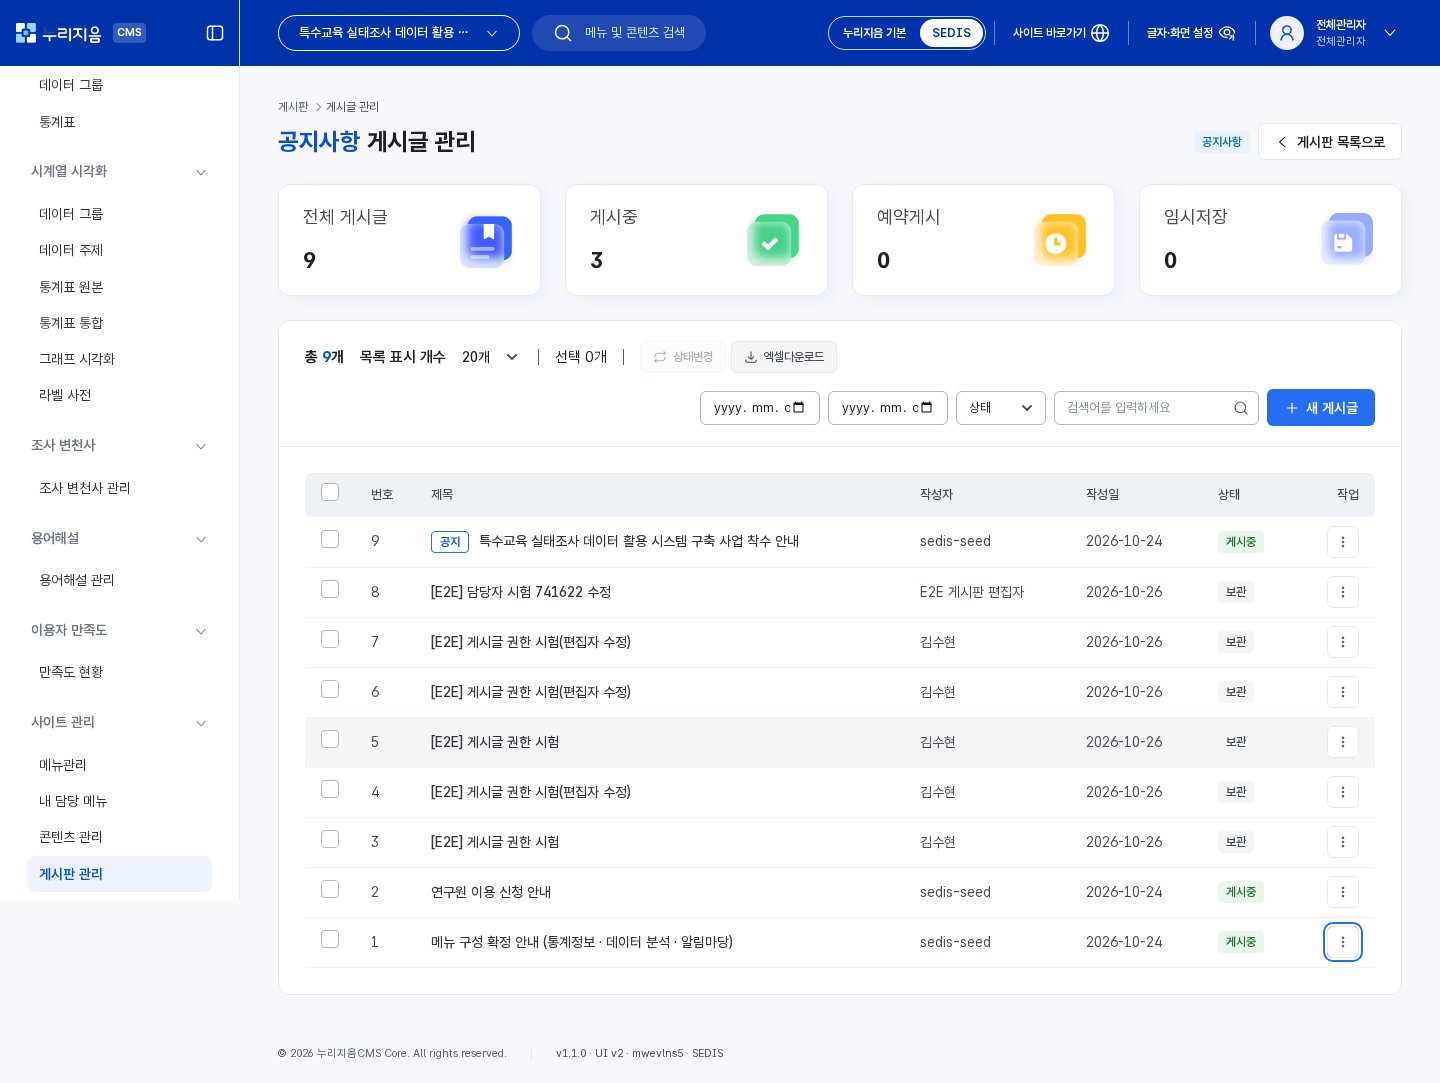 누리지음 CMS
특수교육 실태조사 데이터 활용 ···
메뉴 및 콘텐츠 검색
누리지음 기본
SEDIS
사이트 바로가기
글자·화면 설정
전체관리자
전체관리자
데이터 그룹
통계표
시계열 시각화
데이터 그룹
데이터 주제
통계표 원본
통계표 통합
그래프 시각화
라벨 사전
조사 변천사
조사 변천사 관리
용어해설
용어해설 관리
이용자 만족도
만족도 현황
사이트 관리
메뉴관리
내 담당 메뉴
콘텐츠 관리
게시판 관리
게시판 > 게시글 관리
공지사항 게시글 관리
공지사항
게시판 목록으로
전체 게시글
9
게시중
3
예약게시
0
임시저장
0
총 9개 목록 표시 개수 20개 선택 0개 상태변경 엑셀다운로드
yyyy. mm. d yyyy. mm. d 상태 검색어를 입력하세요 새 게시글
번호 제목 작성자 작성일 상태 작업
9 공지 특수교육 실태조사 데이터 활용 시스템 구축 사업 착수 안내 sedis-seed 2026-10-24 게시중
8 [E2E] 담당자 시험 741622 수정 E2E 게시판 편집자 2026-10-26 보관
7 [E2E] 게시글 권한 시험(편집자 수정) 김수현 2026-10-26 보관
6 [E2E] 게시글 권한 시험(편집자 수정) 김수현 2026-10-26 보관
5 [E2E] 게시글 권한 시험 김수현 2026-10-26 보관
4 [E2E] 게시글 권한 시험(편집자 수정) 김수현 2026-10-26 보관
3 [E2E] 게시글 권한 시험 김수현 2026-10-26 보관
2 연구원 이용 신청 안내 sedis-seed 2026-10-24 게시중
1 메뉴 구성 확정 안내 (통계정보 · 데이터 분석 · 알림마당) sedis-seed 2026-10-24 게시중
© 2026 누리지음CMS Core. All rights reserved.
v1.1.0 · UI v2 · mwevlns5 · SEDIS